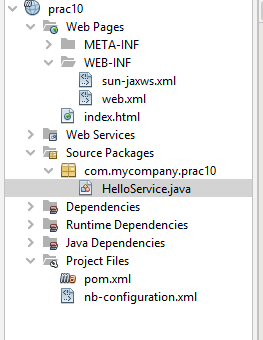 prac10
Web Pages
META-INF
WEB-INF
sun-jaxws.xml
web.xml
index.html
Web Services
Source Packages
com.mycompany.prac10
HelloService.java
Dependencies
Runtime Dependencies
Java Dependencies
Project Files
pom.xml
nb-configuration.xml